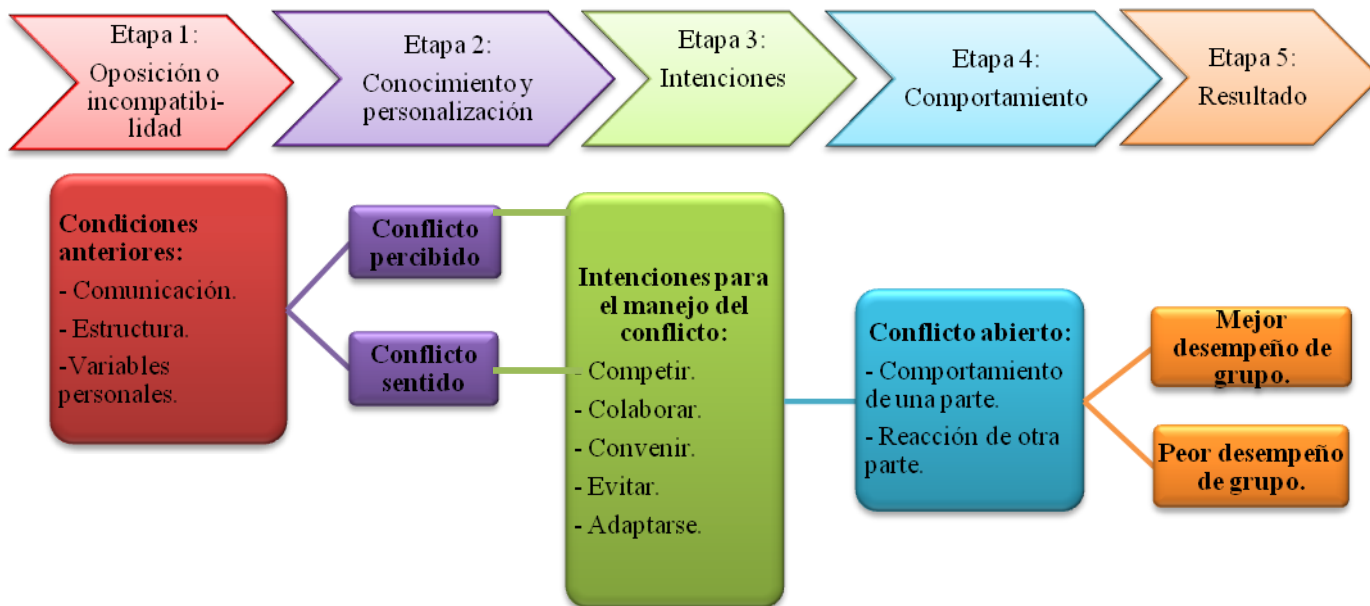 Etapa 1:
Oposición o
incompatibi-
lidad
Etapa 2:
Conocimiento y
personalización
Etapa 3:
Intenciones
Etapa 4:
Comportamiento
Etapa 5:
Resultado
Condiciones
anteriores:
- Comunicación.
- Estructura.
-Variables
personales.
Conflicto
percibido
Conflicto
sentido
Intenciones para
el manejo del
conflicto:
- Competir.
- Colaborar.
- Convenir.
- Evitar.
- Adaptarse.
Conflicto abierto:
- Comportamiento
de una parte.
- Reacción de otra
parte.
Mejor
desempeño de
grupo.
Peor desempeño
de grupo.